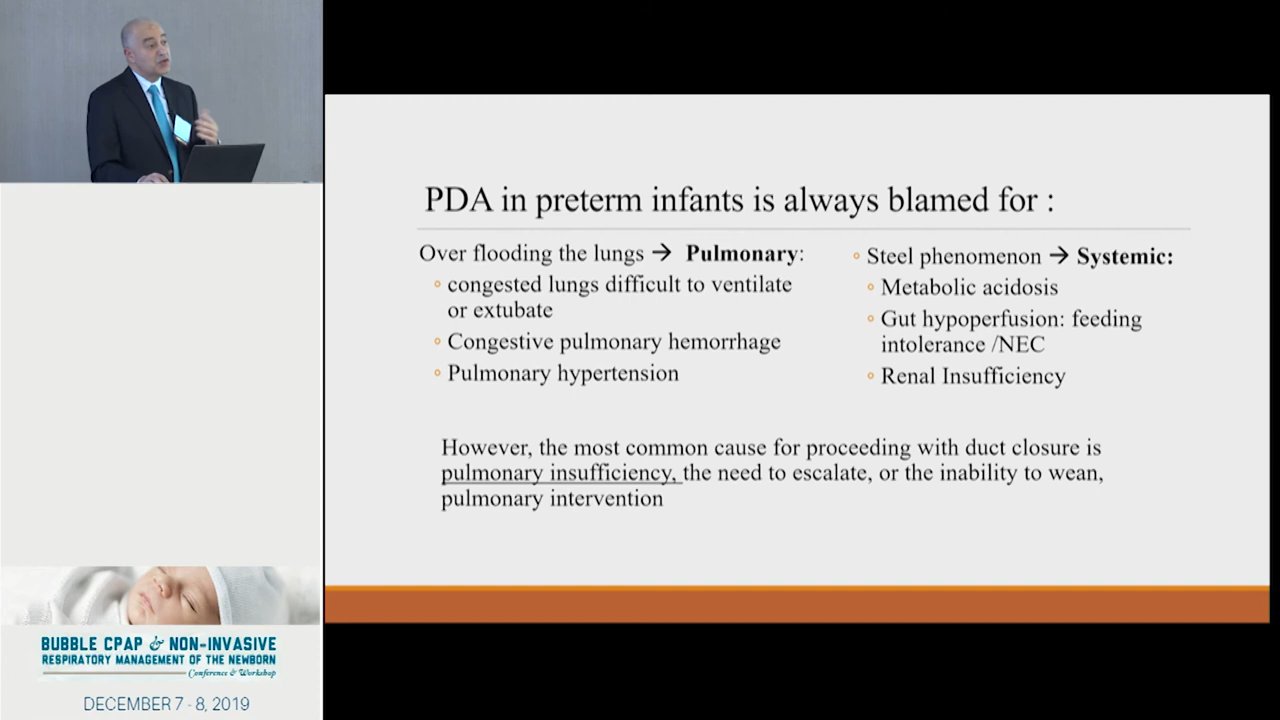 PDA in preterm infants is always blamed for :
Over flooding the lungs → Pulmonary:
◦ congested lungs difficult to ventilate
or extubate
◦ Congestive pulmonary hemorrhage
◦ Pulmonary hypertension
◦ Steel phenomenon → Systemic:
◦ Metabolic acidosis
◦ Gut hypoperfusion: feeding
intolerance /NEC
◦ Renal Insufficiency
However, the most common cause for proceeding with duct closure is
pulmonary insufficiency, the need to escalate, or the inability to wean,
pulmonary intervention
BUBBLE CPAP & NON-INVASIVE
RESPIRATORY MANAGEMENT OF THE NEWBORN
Conference & Workshop
DECEMBER 7 - 8, 2019